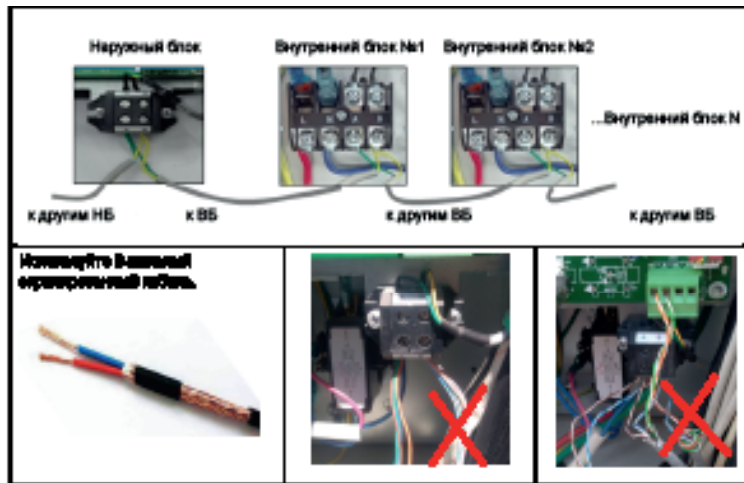 Наружный блок
Внутренний блок №1
Внутренний блок №2
...Внутренний блок N
L N A B
L N A B
к другим НБ
к ВБ
к другим ВБ
к другим ВБ
Используйте 2-жильный
экранированный кабель.